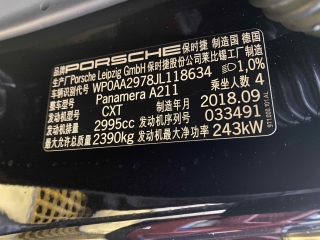 品牌 PORSCHE 保时捷 制造国 德国
生产厂 Porsche Leipzig GmbH 保时捷股份公司莱比锡工厂制造
车辆识别代号 WP0AA2978JL118634 1,0%
整车型号 Panamera A211 乘坐人数 4
发动机型号 CXT 制造年月 2018.09
发动机排量 2995cc 发动机序列号 033491
最大允许总质量 2390kg 发动机最大净功率 243kW